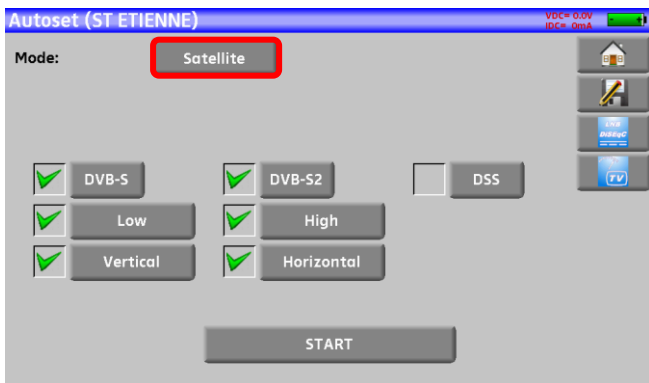 Autoset (ST ETIENNE)
VDC= 0.0V
IDC= 0mA
Mode:
Satellite
DiSEqC
TV
DVB-S
DVB-S2
DSS
Low
High
Vertical
Horizontal
START